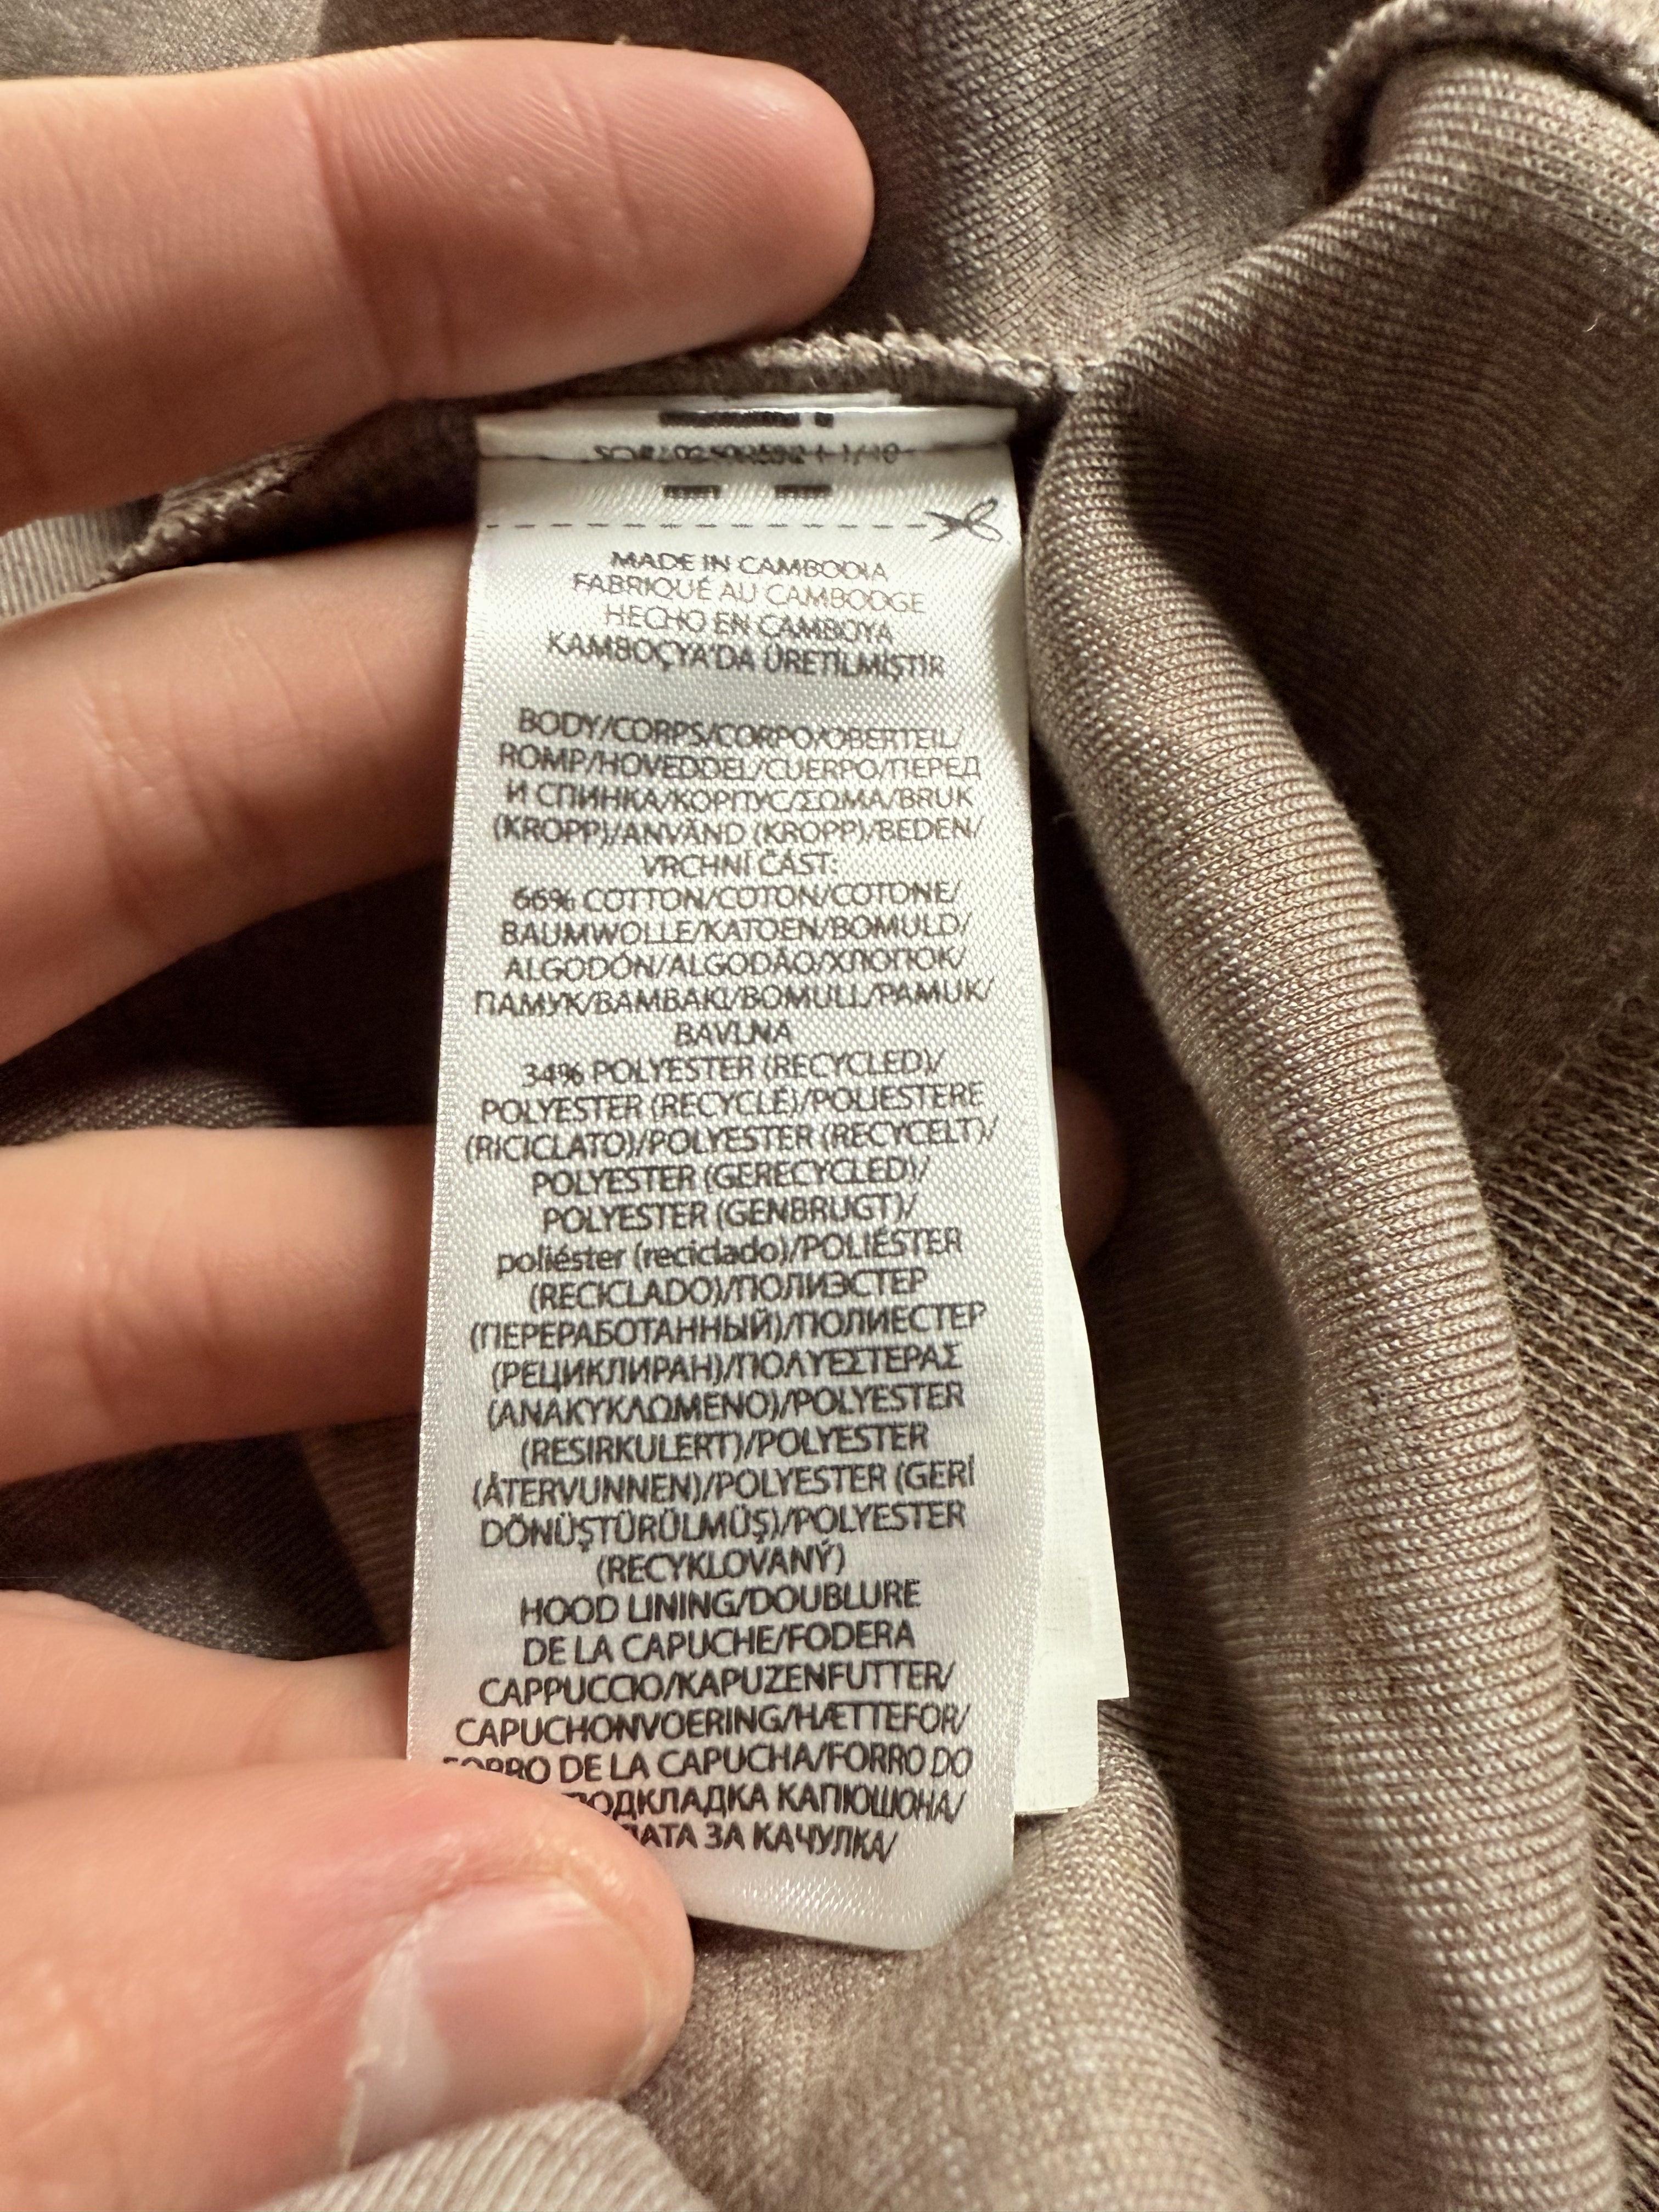 MADE IN CAMBODIA
FABRIQUÉ AU CAMBODGE
HECHO EN CAMBOYA
KAMBOÇYA'DA ÜRETİLMİŞTİR
BODY/CORPS/CORPO/OBERTEIL/
ROMP/HOVEDDEL/CUERPO/ПЕРЕД
И СПИНКА/КОРПУС/ΣΩΜΑ/BRUK
(KROPP)/ANVÄND (KROPP)/BEDEN/
VRCHNÍ ČÁST:
66% COTTON/COTON/COTONE/
BAUMWOLLE/KATOEN/BOMULD/
ALGODÓN/ALGODÃO/ХЛОПОК/
ПАМУК/ΒΑΜΒΑΚΙ/BOMULL/PAMUK/
BAVLNA
34% POLYESTER (RECYCLED)/
POLYESTER (RECYCLÉ)/POLIESTERE
(RICICLATO)/POLYESTER (RECYCELT)/
POLYESTER (GERECYCLED)/
POLYESTER (GENBRUGT)/
poliéster (reciclado)/POLIÉSTER
(RECICLADO)/ПОЛИЭСТЕР
(ПЕРЕРАБОТАННЫЙ)/ПОЛИЕСТЕР
(РЕЦИКЛИРАН)/ΠΟΛΥΕΣΤΕΡΑΣ
(ΑΝΑΚΥΚΛΩΜΕΝΟ)/POLYESTER
(RESIRKULERT)/POLYESTER
(ÅTERVUNNEN)/POLYESTER (GERİ
DÖNÜŞTÜRÜLMÜŞ)/POLYESTER
(RECYKLOVANÝ)
HOOD LINING/DOUBLURE
DE LA CAPUCHE/FODERA
CAPPUCCIO/KAPUZENFUTTER/
CAPUCHONVOERING/HÆTTEFOR/
FORRO DE LA CAPUCHA/FORRO DO
ПОДКЛАДКА КАПЮШОНА/
ЗА КАЧУЛКА/